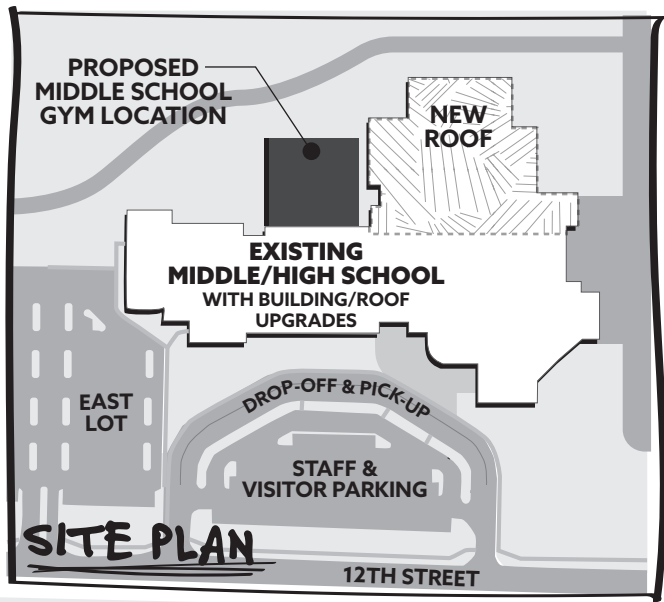 PROPOSED
MIDDLE SCHOOL
GYM LOCATION
NEW
ROOF
EXISTING
MIDDLE/HIGH SCHOOL
WITH BUILDING/ROOF
UPGRADES
DROP-OFF & PICK-UP
EAST
LOT
STAFF &
VISITOR PARKING
SITE PLAN
12TH STREET